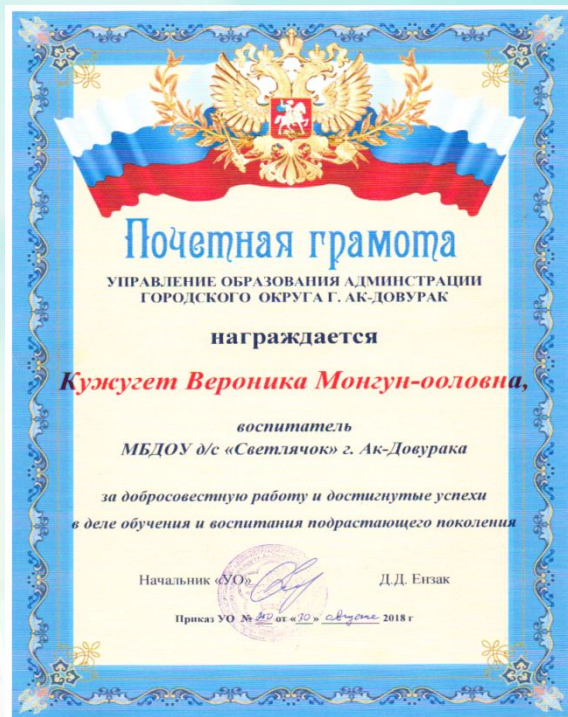 Почетная грамота
УПРАВЛЕНИЕ ОБРАЗОВАНИЯ АДМИНСТРАЦИИ
ГОРОДСКОГО ОКРУГА Г. АК-ДОВУРАК
награждается
Кужугет Вероника Монгун-ооловна,
воспитатель
МБДОУ д/с «Светлячок» г. Ак-Довурака
за добросовестную работу и достигнутые успехи
в деле обучения и воспитания подрастающего поколения
Начальник «УО» Д.Д. Ензак
Приказ УО № от «30» августа 2018 г